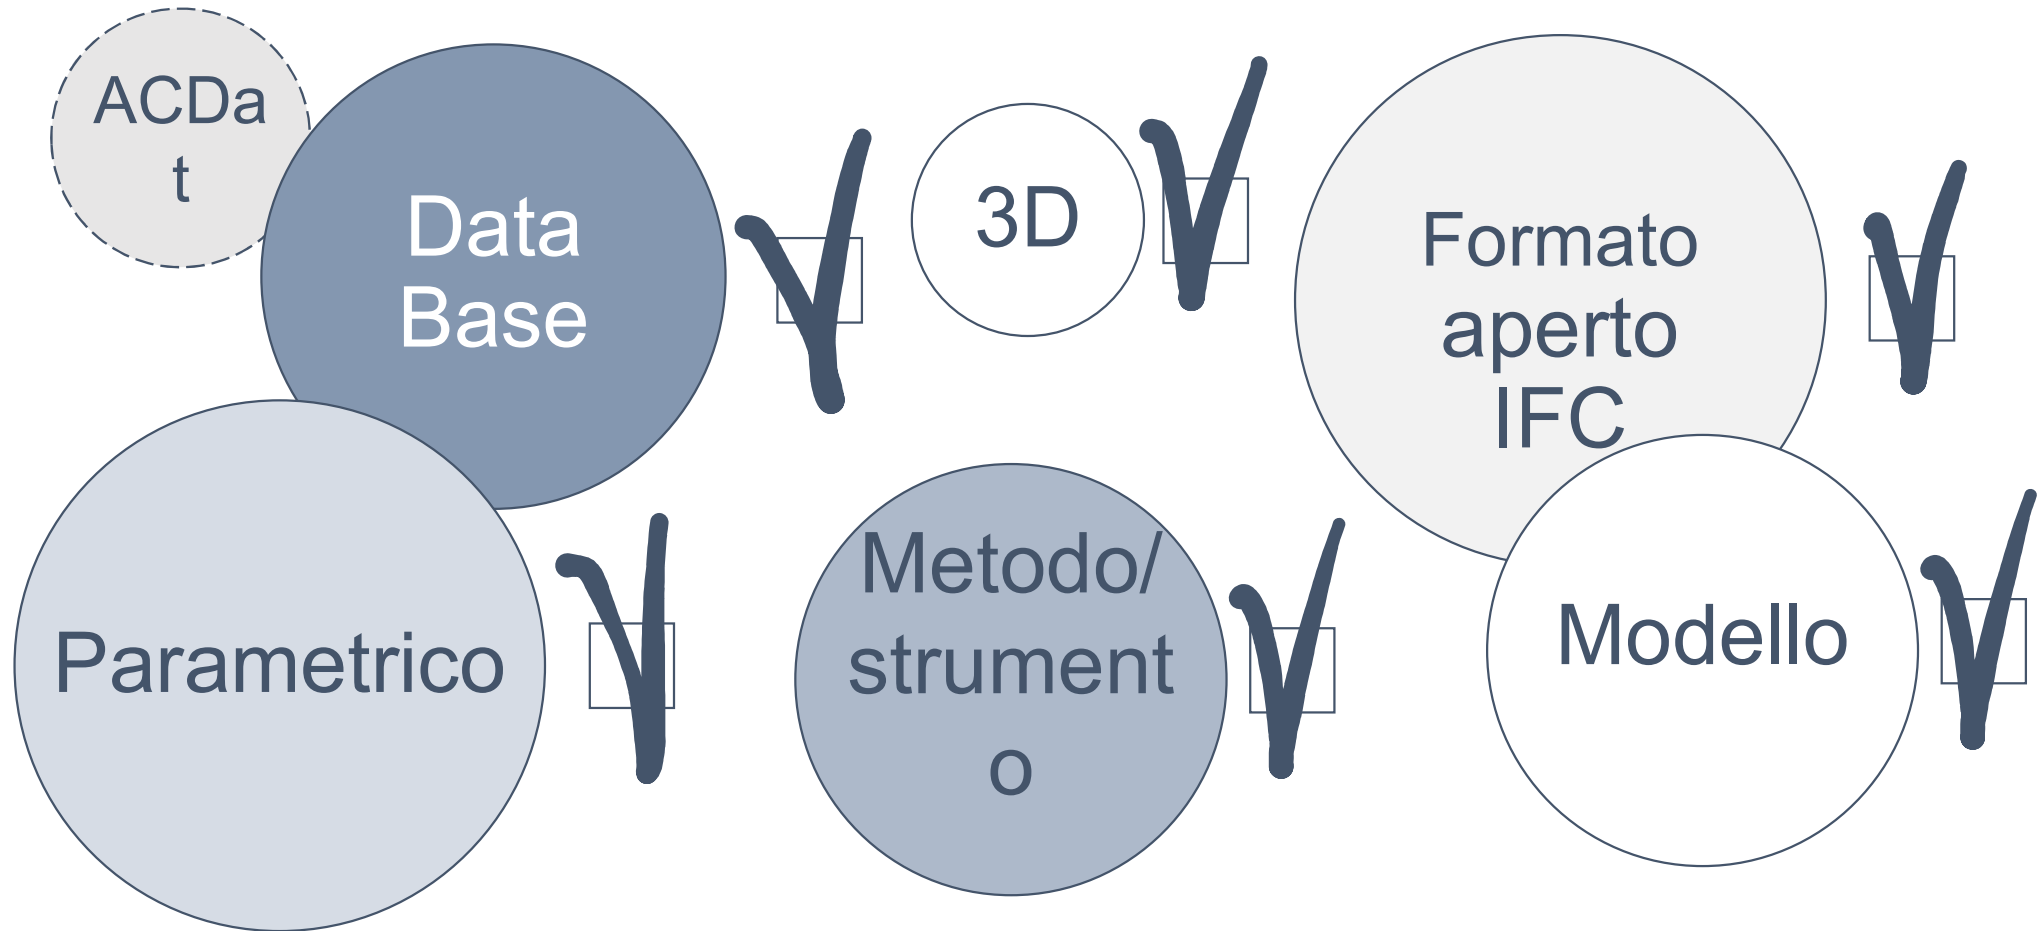 ACDa
t
Data
Base
3D
Formato
aperto
IFC
Parametrico
Metodo/
strument
o
Modello